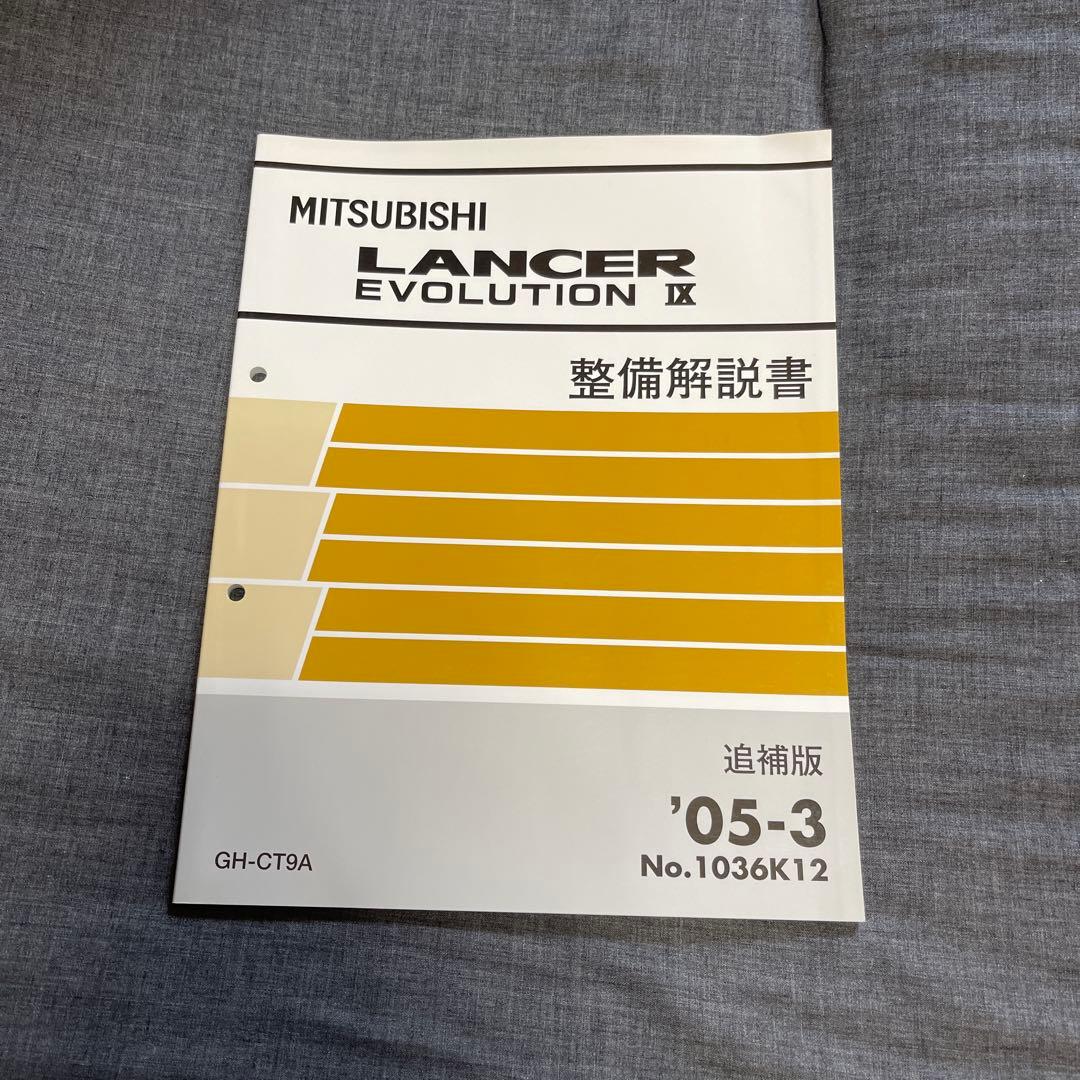 MITSUBISHI
LANCER
EVOLUTION IX
整備解説書
追補版
'05-3
GH-CT9A
No.1036K12